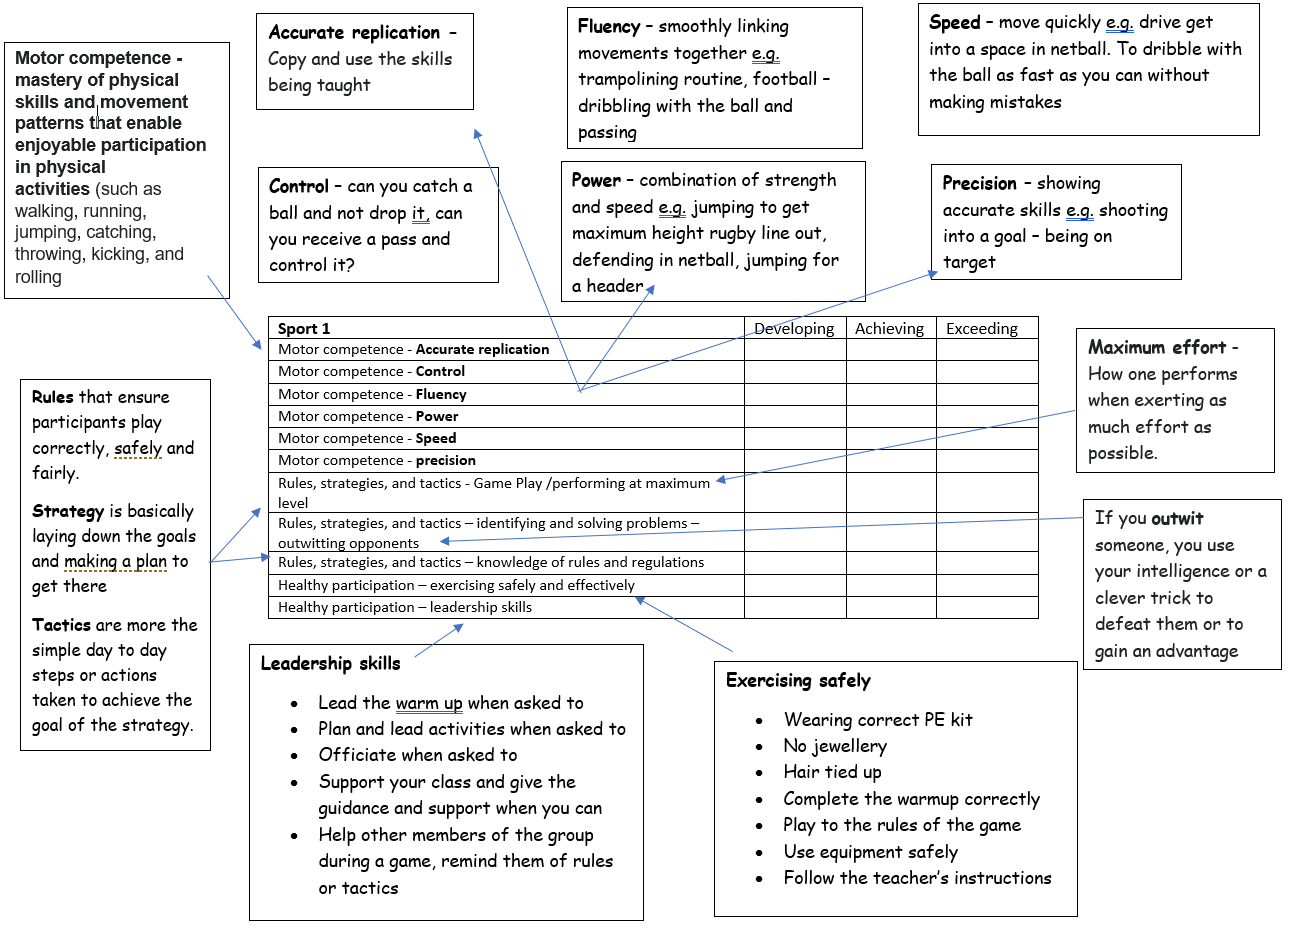 Motor competence -
mastery of physical
skills and movement
patterns that enable
enjoyable participation
in physical
activities (such as
walking, running,
jumping, catching,
throwing, kicking, and
rolling
Accurate replication –
Copy and use the skills
being taught
Fluency – smoothly linking
movements together e.g.
trampolining routine, football –
dribbling with the ball and
passing
Speed – move quickly e.g. drive get
into a space in netball. To dribble with
the ball as fast as you can without
making mistakes
Control – can you catch a
ball and not drop it, can
you receive a pass and
control it?
Power – combination of strength
and speed e.g. jumping to get
maximum height rugby line out,
defending in netball, jumping for
a header
Precision – showing
accurate skills e.g. shooting
into a goal – being on
target
Sport 1 Developing Achieving Exceeding
Motor competence - Accurate replication
Motor competence - Control
Motor competence - Fluency
Motor competence - Power
Motor competence - Speed
Motor competence - precision
Rules, strategies, and tactics - Game Play /performing at maximum
level
Rules, strategies, and tactics – identifying and solving problems –
outwitting opponents
Rules, strategies, and tactics – knowledge of rules and regulations
Healthy participation – exercising safely and effectively
Healthy participation – leadership skills
Rules that ensure
participants play
correctly, safely and
fairly.
Strategy is basically
laying down the goals
and making a plan to
get there
Tactics are more the
simple day to day
steps or actions
taken to achieve the
goal of the strategy.
Maximum effort -
How one performs
when exerting as
much effort as
possible.
If you outwit
someone, you use
your intelligence or a
clever trick to
defeat them or to
gain an advantage
Leadership skills
• Lead the warm up when asked to
• Plan and lead activities when asked to
• Officiate when asked to
• Support your class and give the
guidance and support when you can
• Help other members of the group
during a game, remind them of rules
or tactics
Exercising safely
• Wearing correct PE kit
• No jewellery
• Hair tied up
• Complete the warmup correctly
• Play to the rules of the game
• Use equipment safely
• Follow the teacher’s instructions